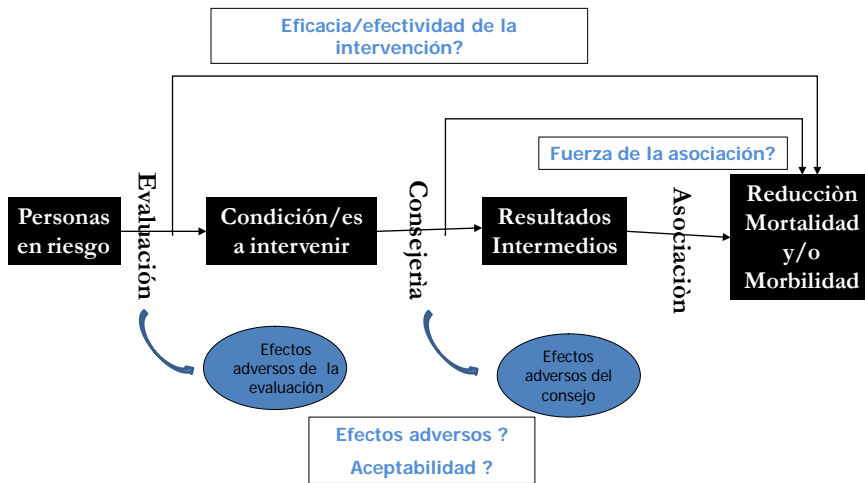 Eficacia/efectividad de la
intervención?
Fuerza de la asociación?
Personas
en riesgo
Evaluación
Condición/es
a intervenir
Consejerìa
Resultados
Intermedios
Asociaciòn
Reducciòn
Mortalidad
y/o
Morbilidad
Efectos
adversos de la
evaluación
Efectos
adversos del
consejo
Efectos adversos ?
Aceptabilidad ?